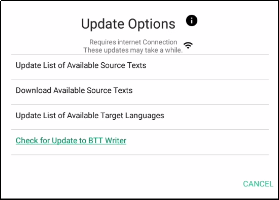 Update Options
Requires internet Connection
These updates may take a while.
Update List of Available Source Texts
Download Available Source Texts
Update List of Available Target Languages
Check for Update to BTT Writer
CANCEL